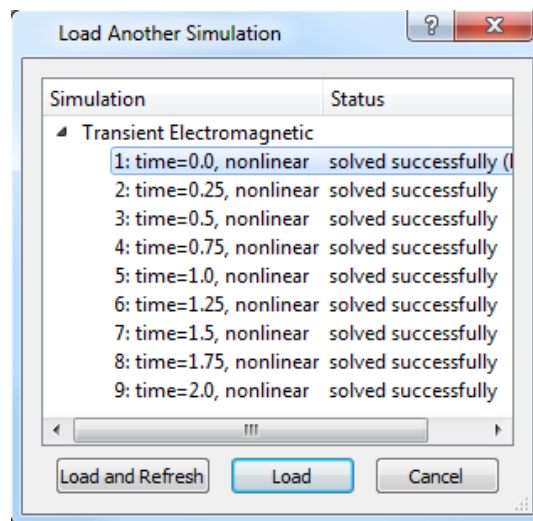 Load Another Simulation
Simulation Status
Transient Electromagnetic
1: time=0.0, nonlinear solved successfully (
2: time=0.25, nonlinear solved successfully
3: time=0.5, nonlinear solved successfully
4: time=0.75, nonlinear solved successfully
5: time=1.0, nonlinear solved successfully
6: time=1.25, nonlinear solved successfully
7: time=1.5, nonlinear solved successfully
8: time=1.75, nonlinear solved successfully
9: time=2.0, nonlinear solved successfully
Load and Refresh Load Cancel